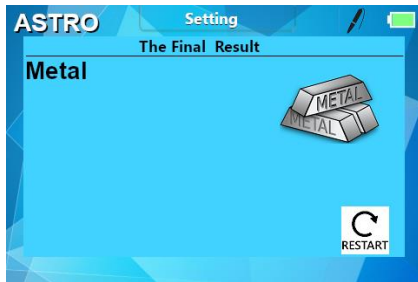 ASTRO
Setting
The Final Result
Metal
METAL
METAL
RESTART